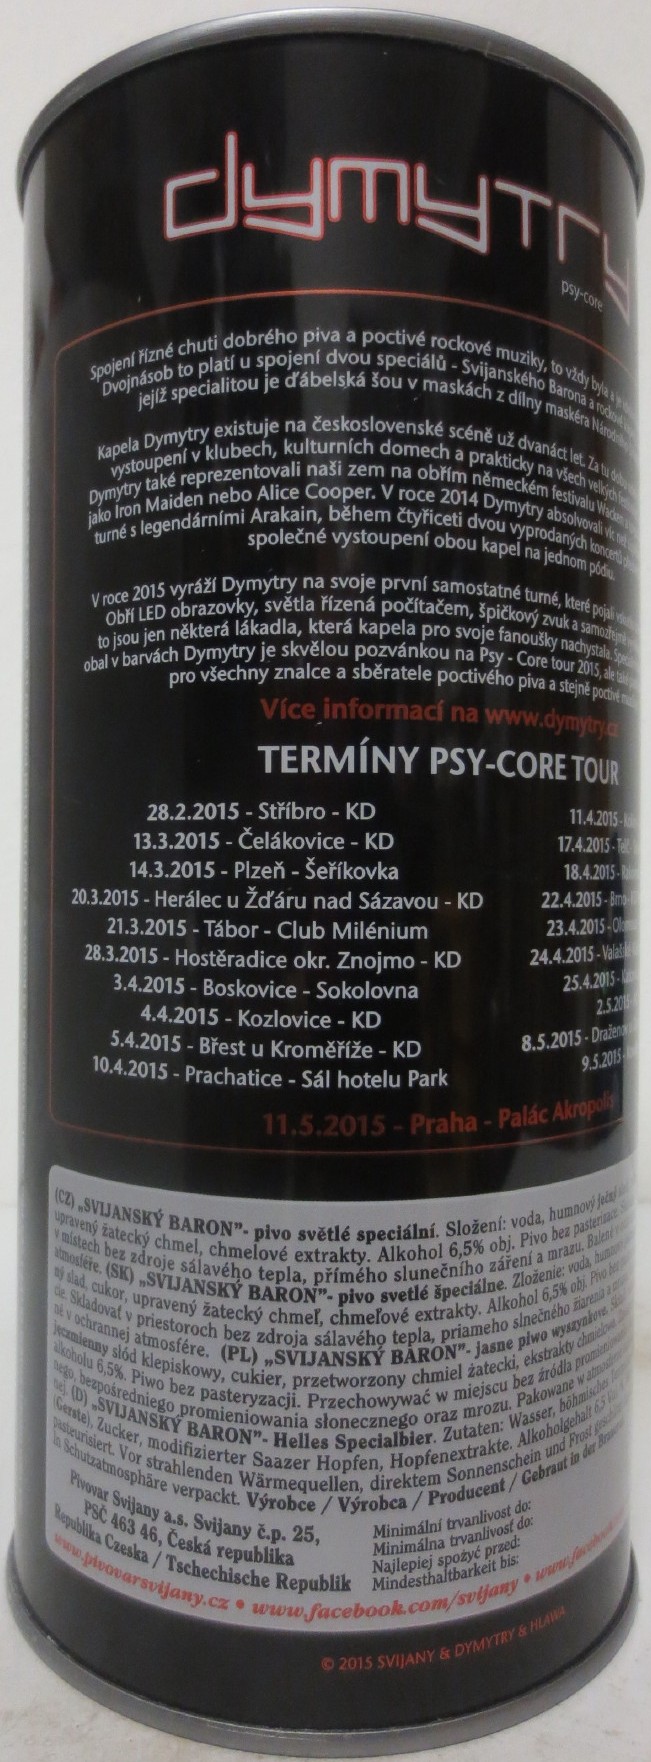 dymytry
psy-core
Spojení řízné chuti dobrého piva a poctivé rockové muziky, to vždy byla a je
Dvojnásob to platí u spojení dvou speciálů - Svijanského Barona a rockové
jejíž specialitou je ďábelská šou v maskách z dílny maskéra
Kapela Dymytry existuje na československé scéně už dvanáct let. Za tu dobu
vystoupení v klubech, kulturních domech a prakticky na všech velkých
Dymytry také reprezentovali naši zem na obřím německém festivalu Wacken
jako Iron Maiden nebo Alice Cooper. V roce 2014 Dymytry absolvovali víc než
turné s legendárními Arakain, během čtyřiceti dvou vyprodaných koncertů
společné vystoupení obou kapel na jednom pódiu.
V roce 2015 vyráží Dymytry na svoje první samostatné turné, které pojali
Obří LED obrazovky, světla řízená počítačem, špičkový zvuk a samozřejmě
to jsou jen některá lákadla, která kapela pro svoje fanoušky nachystala.
obal v barvách Dymytry je skvělou pozvánkou na Psy - Core tour 2015, ale také
pro všechny znalce a sběratele poctivého piva a stejně poctivé
Více informací na www.dymytry.cz
TERMÍNY PSY-CORE TOUR
28.2.2015 - Stříbro - KD
13.3.2015 - Čelákovice - KD
14.3.2015 - Plzeň - Šeříkovka
20.3.2015 - Herálec u Žďáru nad Sázavou - KD
21.3.2015 - Tábor - Club Milénium
28.3.2015 - Hostěradice okr. Znojmo - KD
3.4.2015 - Boskovice - Sokolovna
4.4.2015 - Kozlovice - KD
5.4.2015 - Břest u Kroměříže - KD
10.4.2015 - Prachatice - Sál hotelu Park
11.4.2015 -
17.4.2015 -
18.4.2015 -
22.4.2015 - Brno -
23.4.2015 -
24.4.2015 -
25.4.2015 -
2.5.2015
8.5.2015 -
9.5.2015 -
11.5.2015 - Praha - Palác Akropolis
(CZ) „SVIJANSKÝ BARON”- pivo světlé speciální. Složení: voda, humnový ječný
upravený žatecký chmel, chmelové extrakty. Alkohol 6,5% obj. Pivo bez pasterizace.
v místech bez zdroje sálavého tepla, přímého slunečního záření a mrazu. Balené v
atmosféře. (SK) „SVIJANSKÝ BARON”- pivo svetlé špeciálne. Zloženie: voda,
ný slad, cukor, upravený žatecký chmeľ, chmeľové extrakty. Alkohol 6,5% obj. Pivo bez
cie. Skladovať v priestoroch bez zdroja sálavého tepla, priameho slnečného žiarenia a
né v ochrannej atmosfére. (PL) „SVIJANSKÝ BARON”- jasne piwo wyszynkowe.
jęczmienny słód klepiskowy, cukier, przetworzony chmiel żatecki, ekstrakty chmielowe.
alkoholu 6,5%. Piwo bez pasteryzacji. Przechowywać w miejscu bez źródła
nego, bezpośredniego promieniowania słonecznego oraz mrozu. Pakowane w
nej. (D) „SVIJANSKÝ BARON”- Helles Specialbier. Zutaten: Wasser, böhmisches
(Gerste), Zucker, modifizierter Saazer Hopfen, Hopfenextrakte. Alkoholgehalt 6,5
pasteurisiert. Vor strahlenden Wärmequellen, direktem Sonnenschein und Frost
in Schutzatmosphäre verpackt. Výrobce / Výrobca / Producent / Gebraut in der
Pivovar Svijany a.s. Svijany č.p. 25,
PSČ 463 46, Česká republika
Republika Czeska / Tschechische Republik
Minimální trvanlivost do:
Minimálna trvanlivosť do:
Najlepiej spożyć przed:
Mindesthaltbarkeit bis:
www.pivovarsvijany.cz • www.facebook.com/svijany •
© 2015 SVIJANY & DYMYTRY & HLAWA